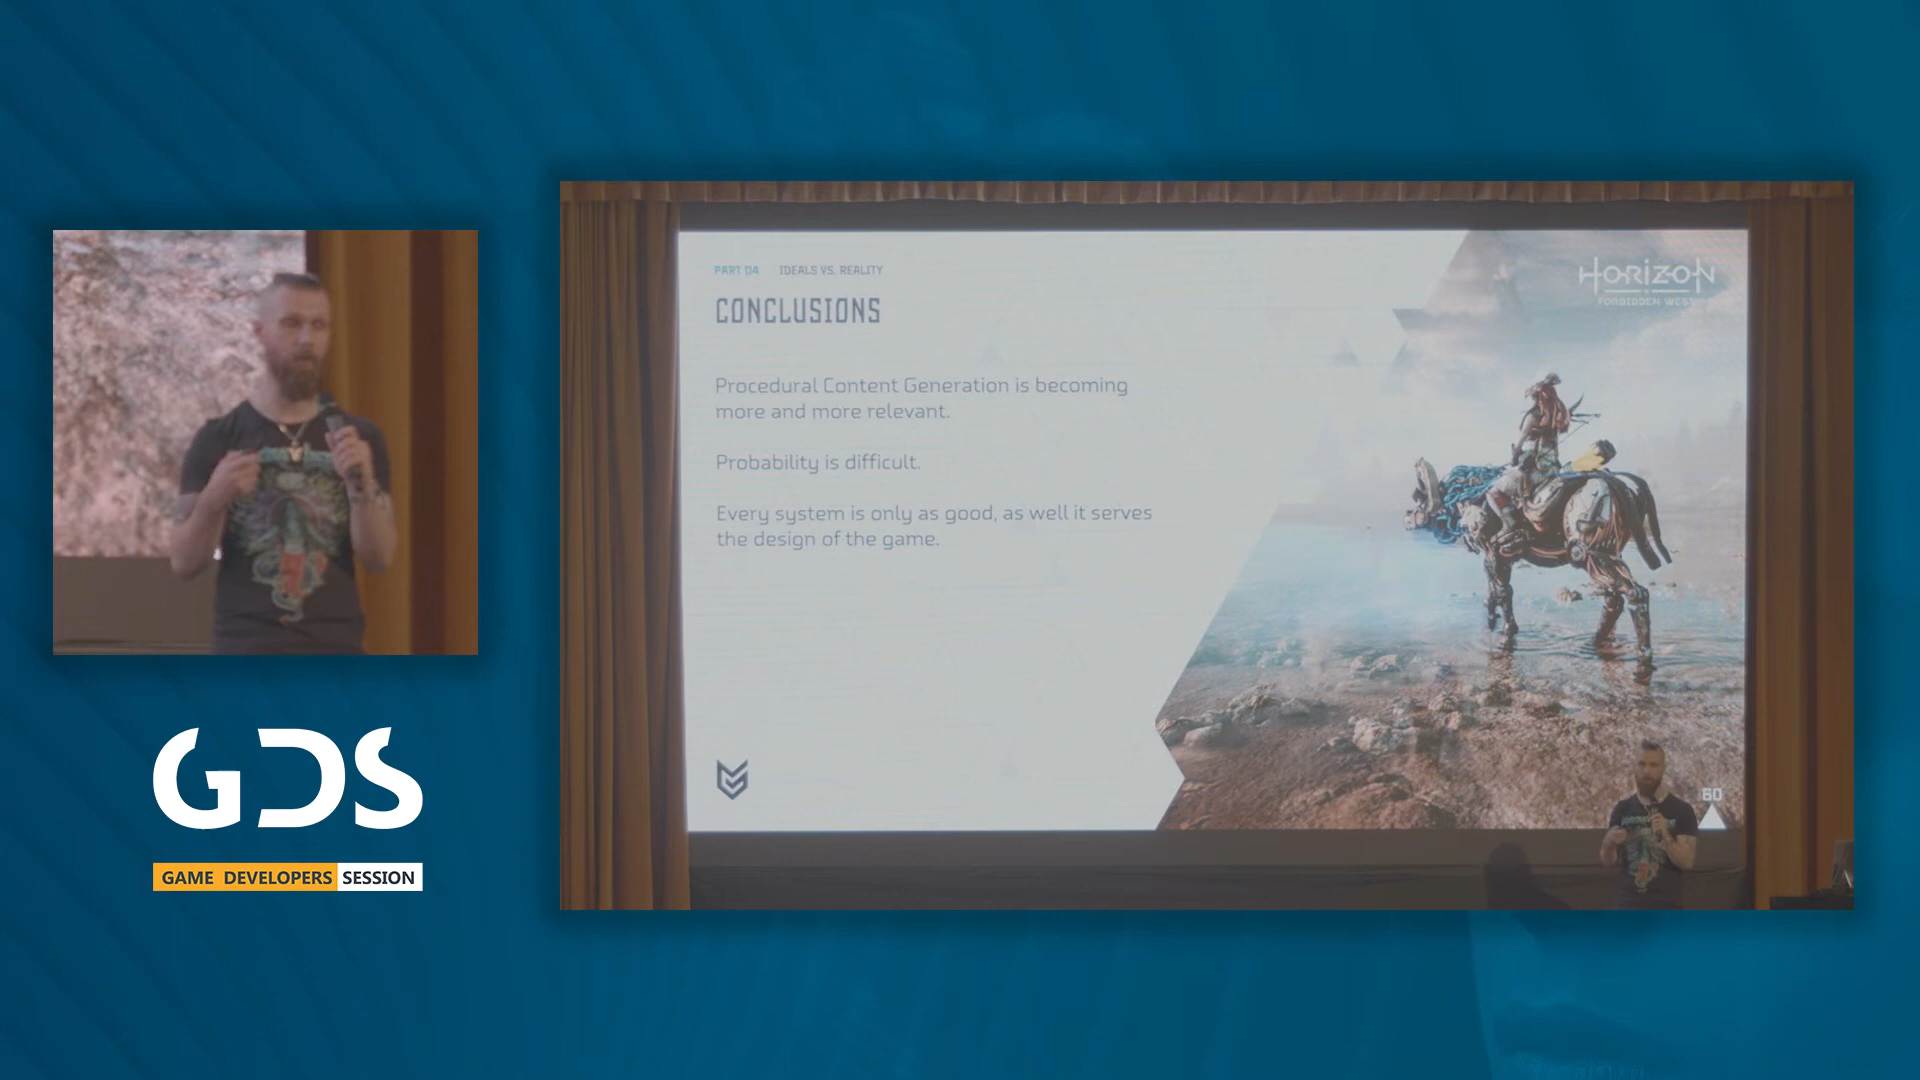 PART 04 IDEALS VS. REALITY
CONCLUSIONS
HORIZON
FORBIDDEN WEST
Procedural Content Generation is becoming
more and more relevant.
Probability is difficult.
Every system is only as good, as well it serves
the design of the game.
60
GDS
GAME DEVELOPERS SESSION